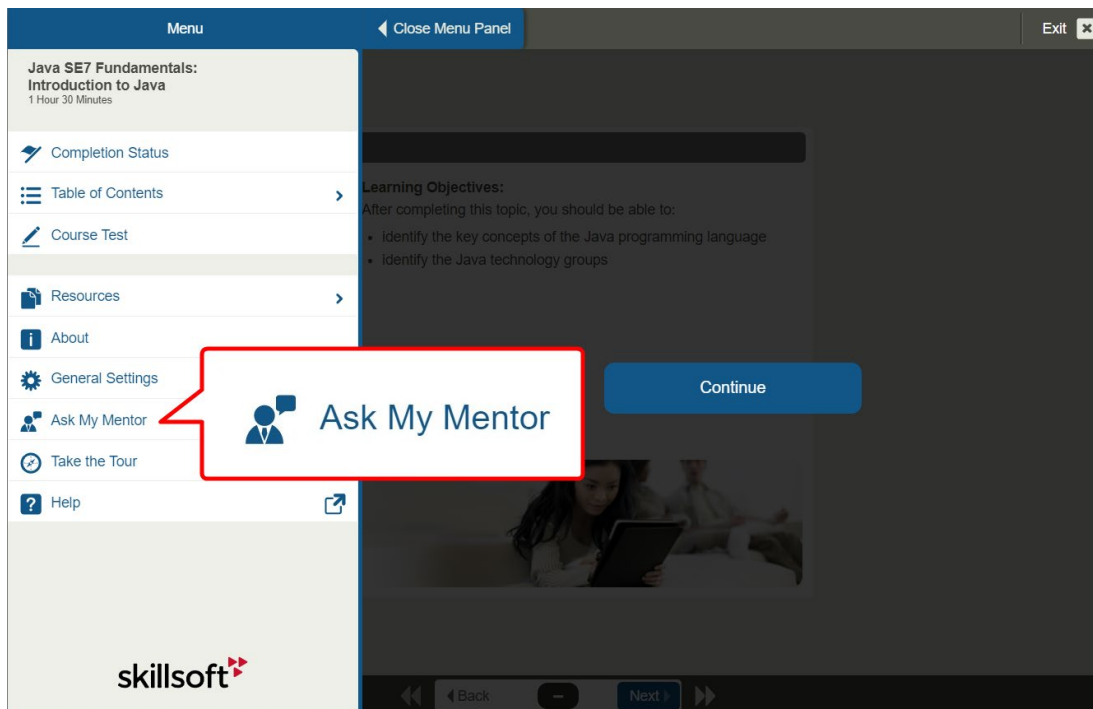 Menu
Close Menu Panel
Exit
Java SE7 Fundamentals:
Introduction to Java
1 Hour 30 Minutes
Completion Status
Table of Contents
Course Test
Resources
About
General Settings
Ask My Mentor
Take the Tour
Help
skillsoft
Ask My Mentor
Learning Objectives:
After completing this topic, you should be able to:
• identify the key concepts of the Java programming language
• identify the Java technology groups
Continue
Back
Next